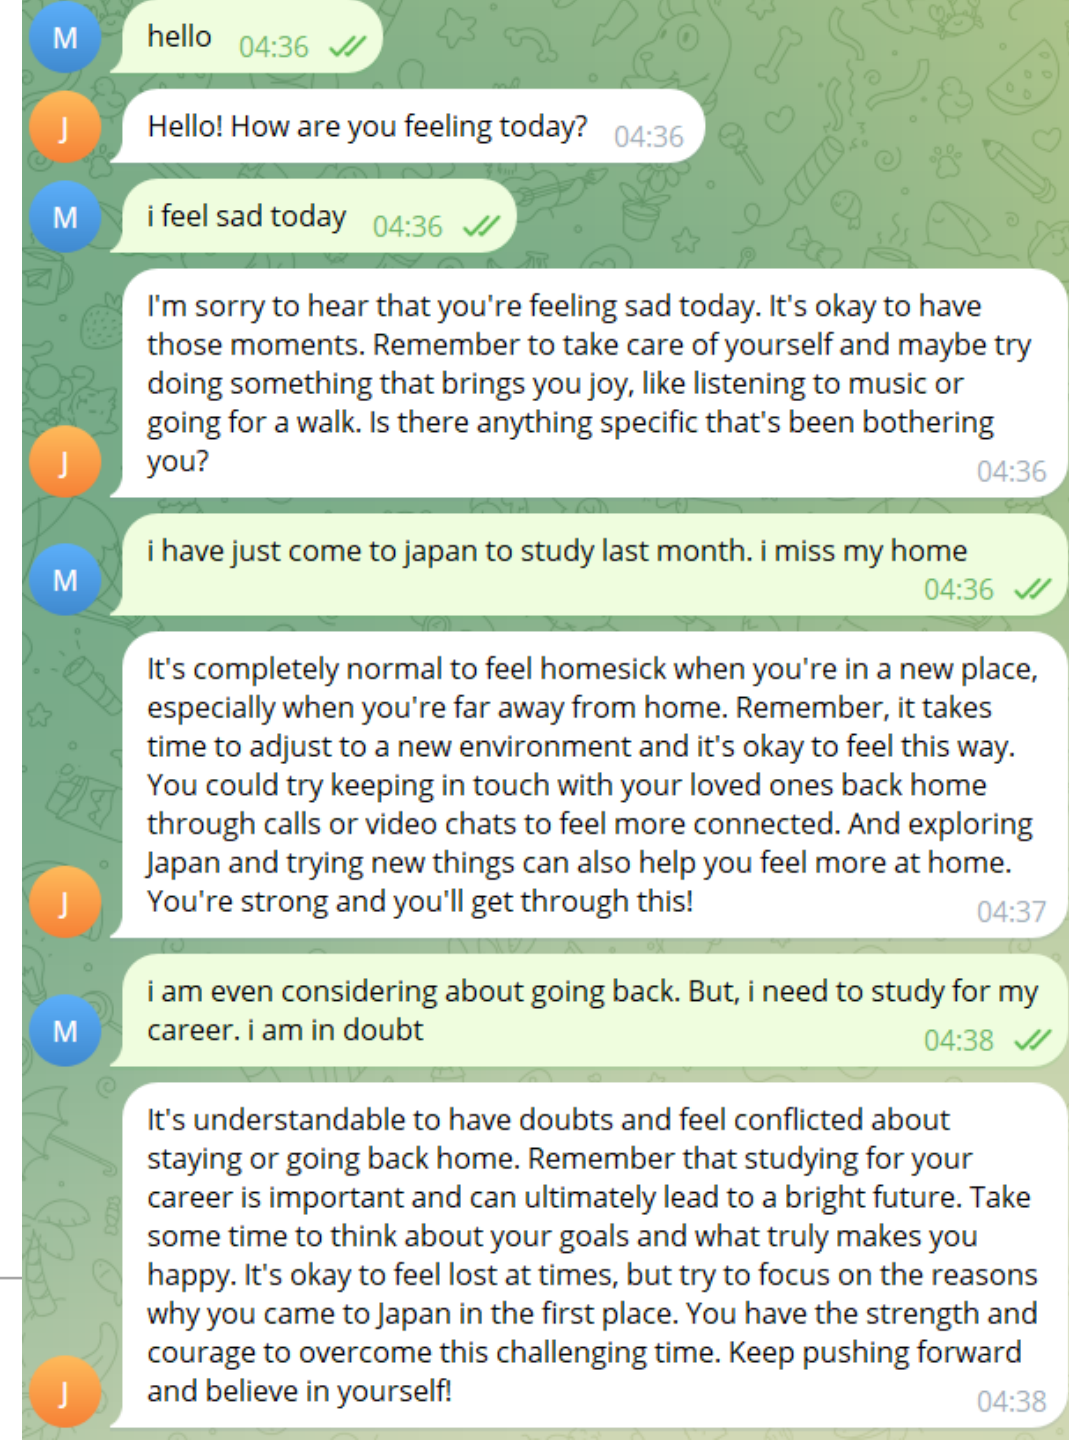 M
hello 04:36
J
Hello! How are you feeling today? 04:36
M
i feel sad today 04:36
I'm sorry to hear that you're feeling sad today. It's okay to have
those moments. Remember to take care of yourself and maybe try
doing something that brings you joy, like listening to music or
going for a walk. Is there anything specific that's been bothering
J
you? 04:36
i have just come to japan to study last month. i miss my home
M
04:36
It's completely normal to feel homesick when you're in a new place,
especially when you're far away from home. Remember, it takes
time to adjust to a new environment and it's okay to feel this way.
You could try keeping in touch with your loved ones back home
through calls or video chats to feel more connected. And exploring
Japan and trying new things can also help you feel more at home.
J
You're strong and you'll get through this! 04:37
i am even considering about going back. But, i need to study for my
M
career. i am in doubt 04:38
It's understandable to have doubts and feel conflicted about
staying or going back home. Remember that studying for your
career is important and can ultimately lead to a bright future. Take
some time to think about your goals and what truly makes you
happy. It's okay to feel lost at times, but try to focus on the reasons
why you came to Japan in the first place. You have the strength and
courage to overcome this challenging time. Keep pushing forward
J
and believe in yourself! 04:38